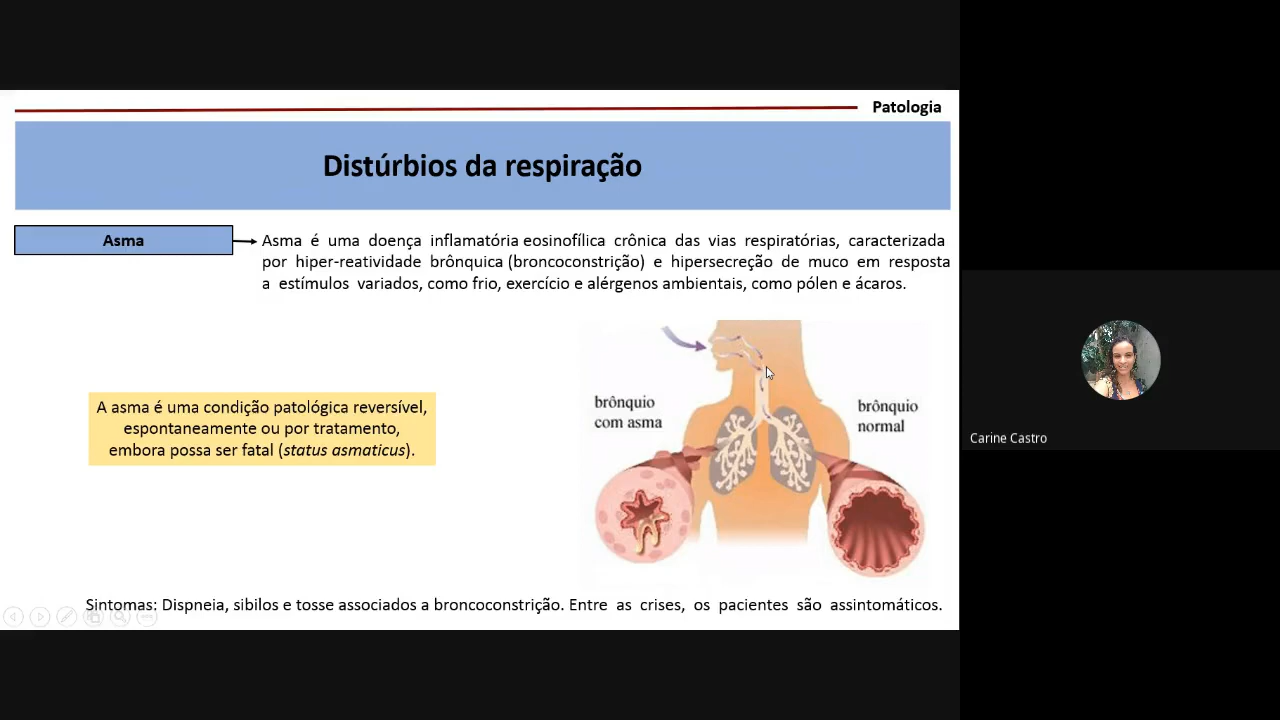 Patologia
Distúrbios da respiração
Asma
Asma é uma doença inflamatória eosinofílica crônica das vias respiratórias, caracterizada
por hiper-reatividade brônquica (broncoconstrição) e hipersecreção de muco em resposta
a estímulos variados, como frio, exercício e alérgenos ambientais, como pólen e ácaros.
A asma é uma condição patológica reversível,
espontaneamente ou por tratamento,
embora possa ser fatal (status asmaticus).
brônquio
com asma
brônquio
normal
Sintomas: Dispneia, sibilos e tosse associados a broncoconstrição. Entre as crises, os pacientes são assintomáticos.
Carine Castro